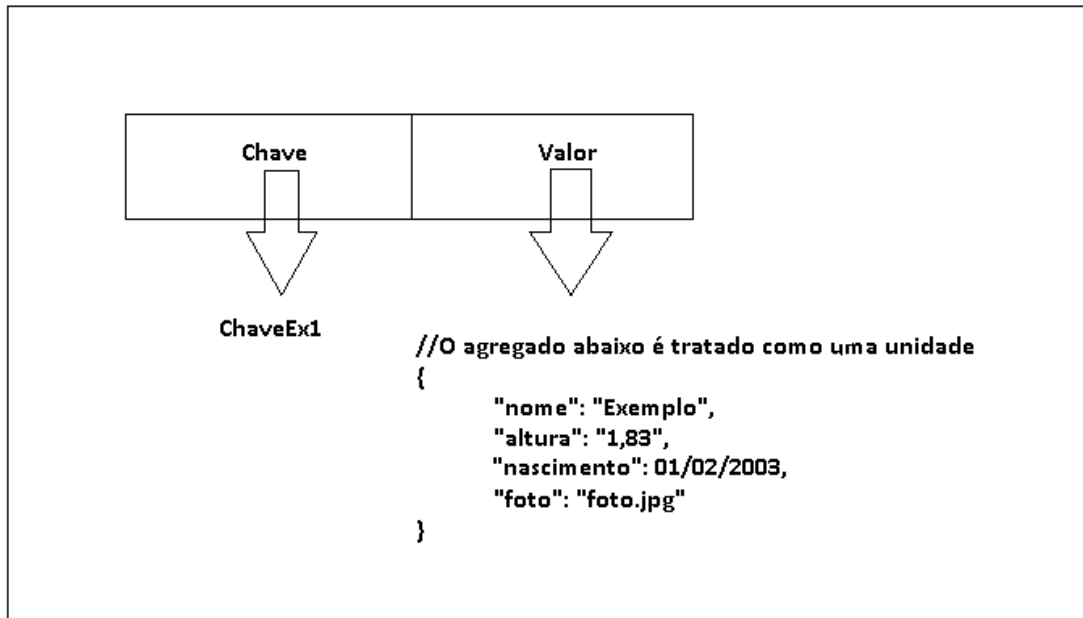 Chave
Valor
ChaveEx1
//O agregado abaixo é tratado como uma unidade
{
"nome": "Exemplo",
"altura": "1,83",
"nascimento": 01/02/2003,
"foto": "foto.jpg"
}